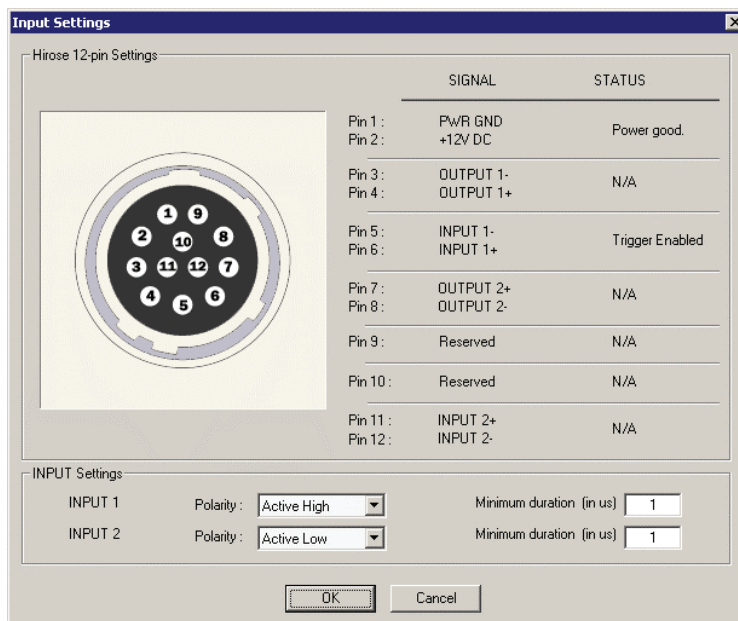 Input Settings
Hirose 12-pin Settings
SIGNAL STATUS
Pin 1 : PWR GND
Pin 2 : +12V DC
Power good.
Pin 3 : OUTPUT 1-
Pin 4 : OUTPUT 1+
N/A
Pin 5 : INPUT 1-
Pin 6 : INPUT 1+
Trigger Enabled
Pin 7 : OUTPUT 2+
Pin 8 : OUTPUT 2-
N/A
Pin 9 : Reserved N/A
Pin 10 : Reserved N/A
Pin 11 : INPUT 2+
Pin 12 : INPUT 2-
N/A
1 9
2 10 8
3 11 12 7
4 5 6
INPUT Settings
INPUT 1 Polarity : Active High Minimum duration (in us) 1
INPUT 2 Polarity : Active Low Minimum duration (in us) 1
OK Cancel